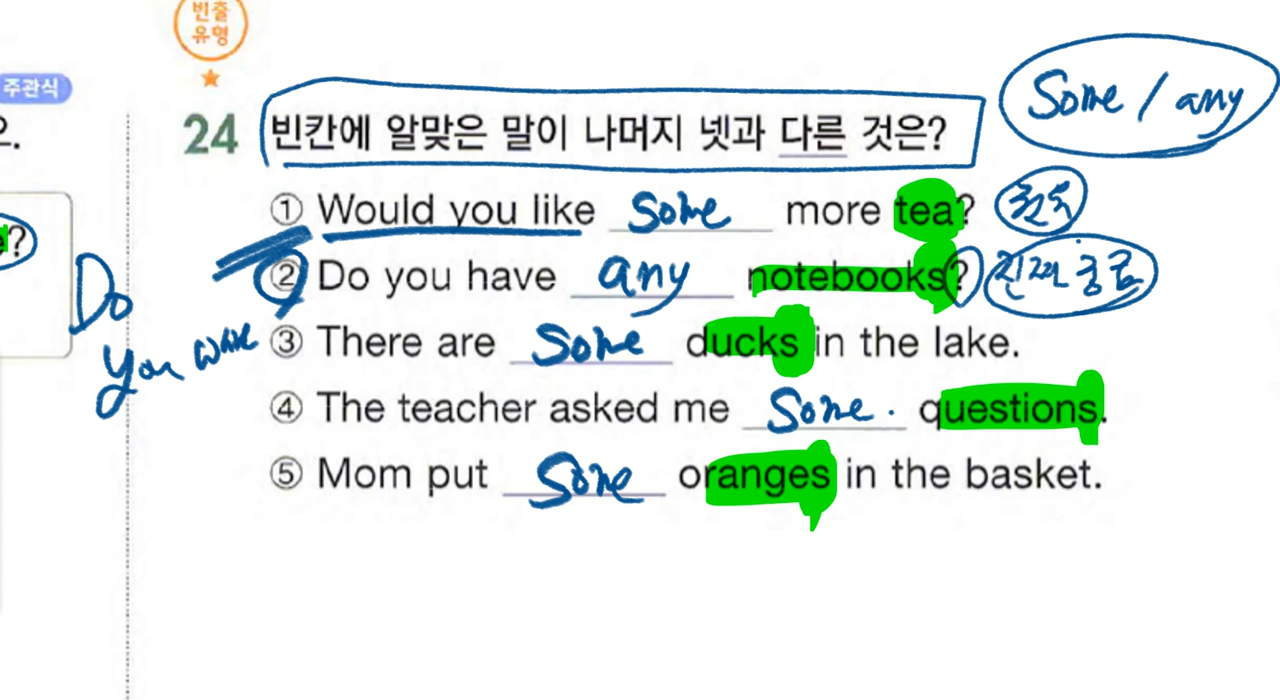 빈출
유형
주관식
Some / any
24 빈칸에 알맞은 말이 나머지 넷과 다른 것은?
① Would you like some more tea? 권유
② Do you have any notebooks? 진짜 궁금
Do
you
③ There are some ducks in the lake.
④ The teacher asked me some questions.
⑤ Mom put some oranges in the basket.